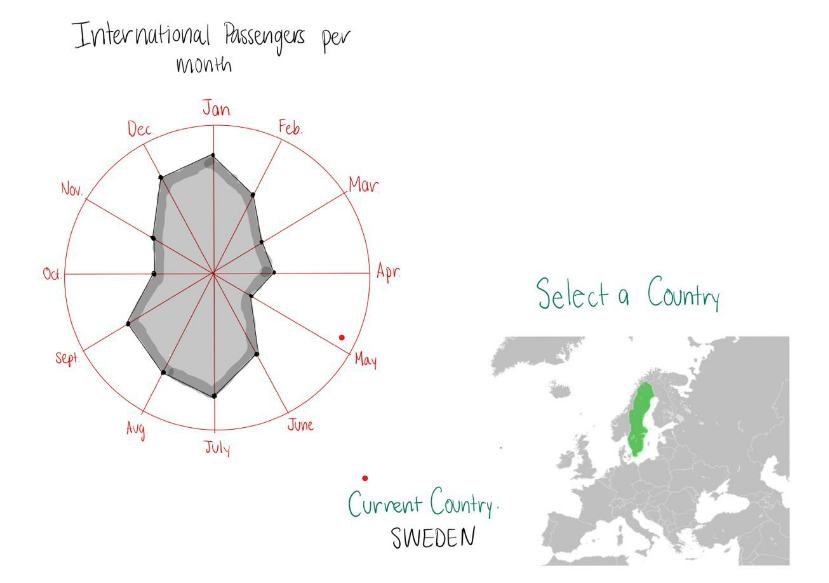 International Passengers per
month
Jan
Feb.
Mar
Apr.
May
June
July
Aug
Sept.
Oct.
Nov.
Dec
Select a Country
Current Country.
SWEDEN